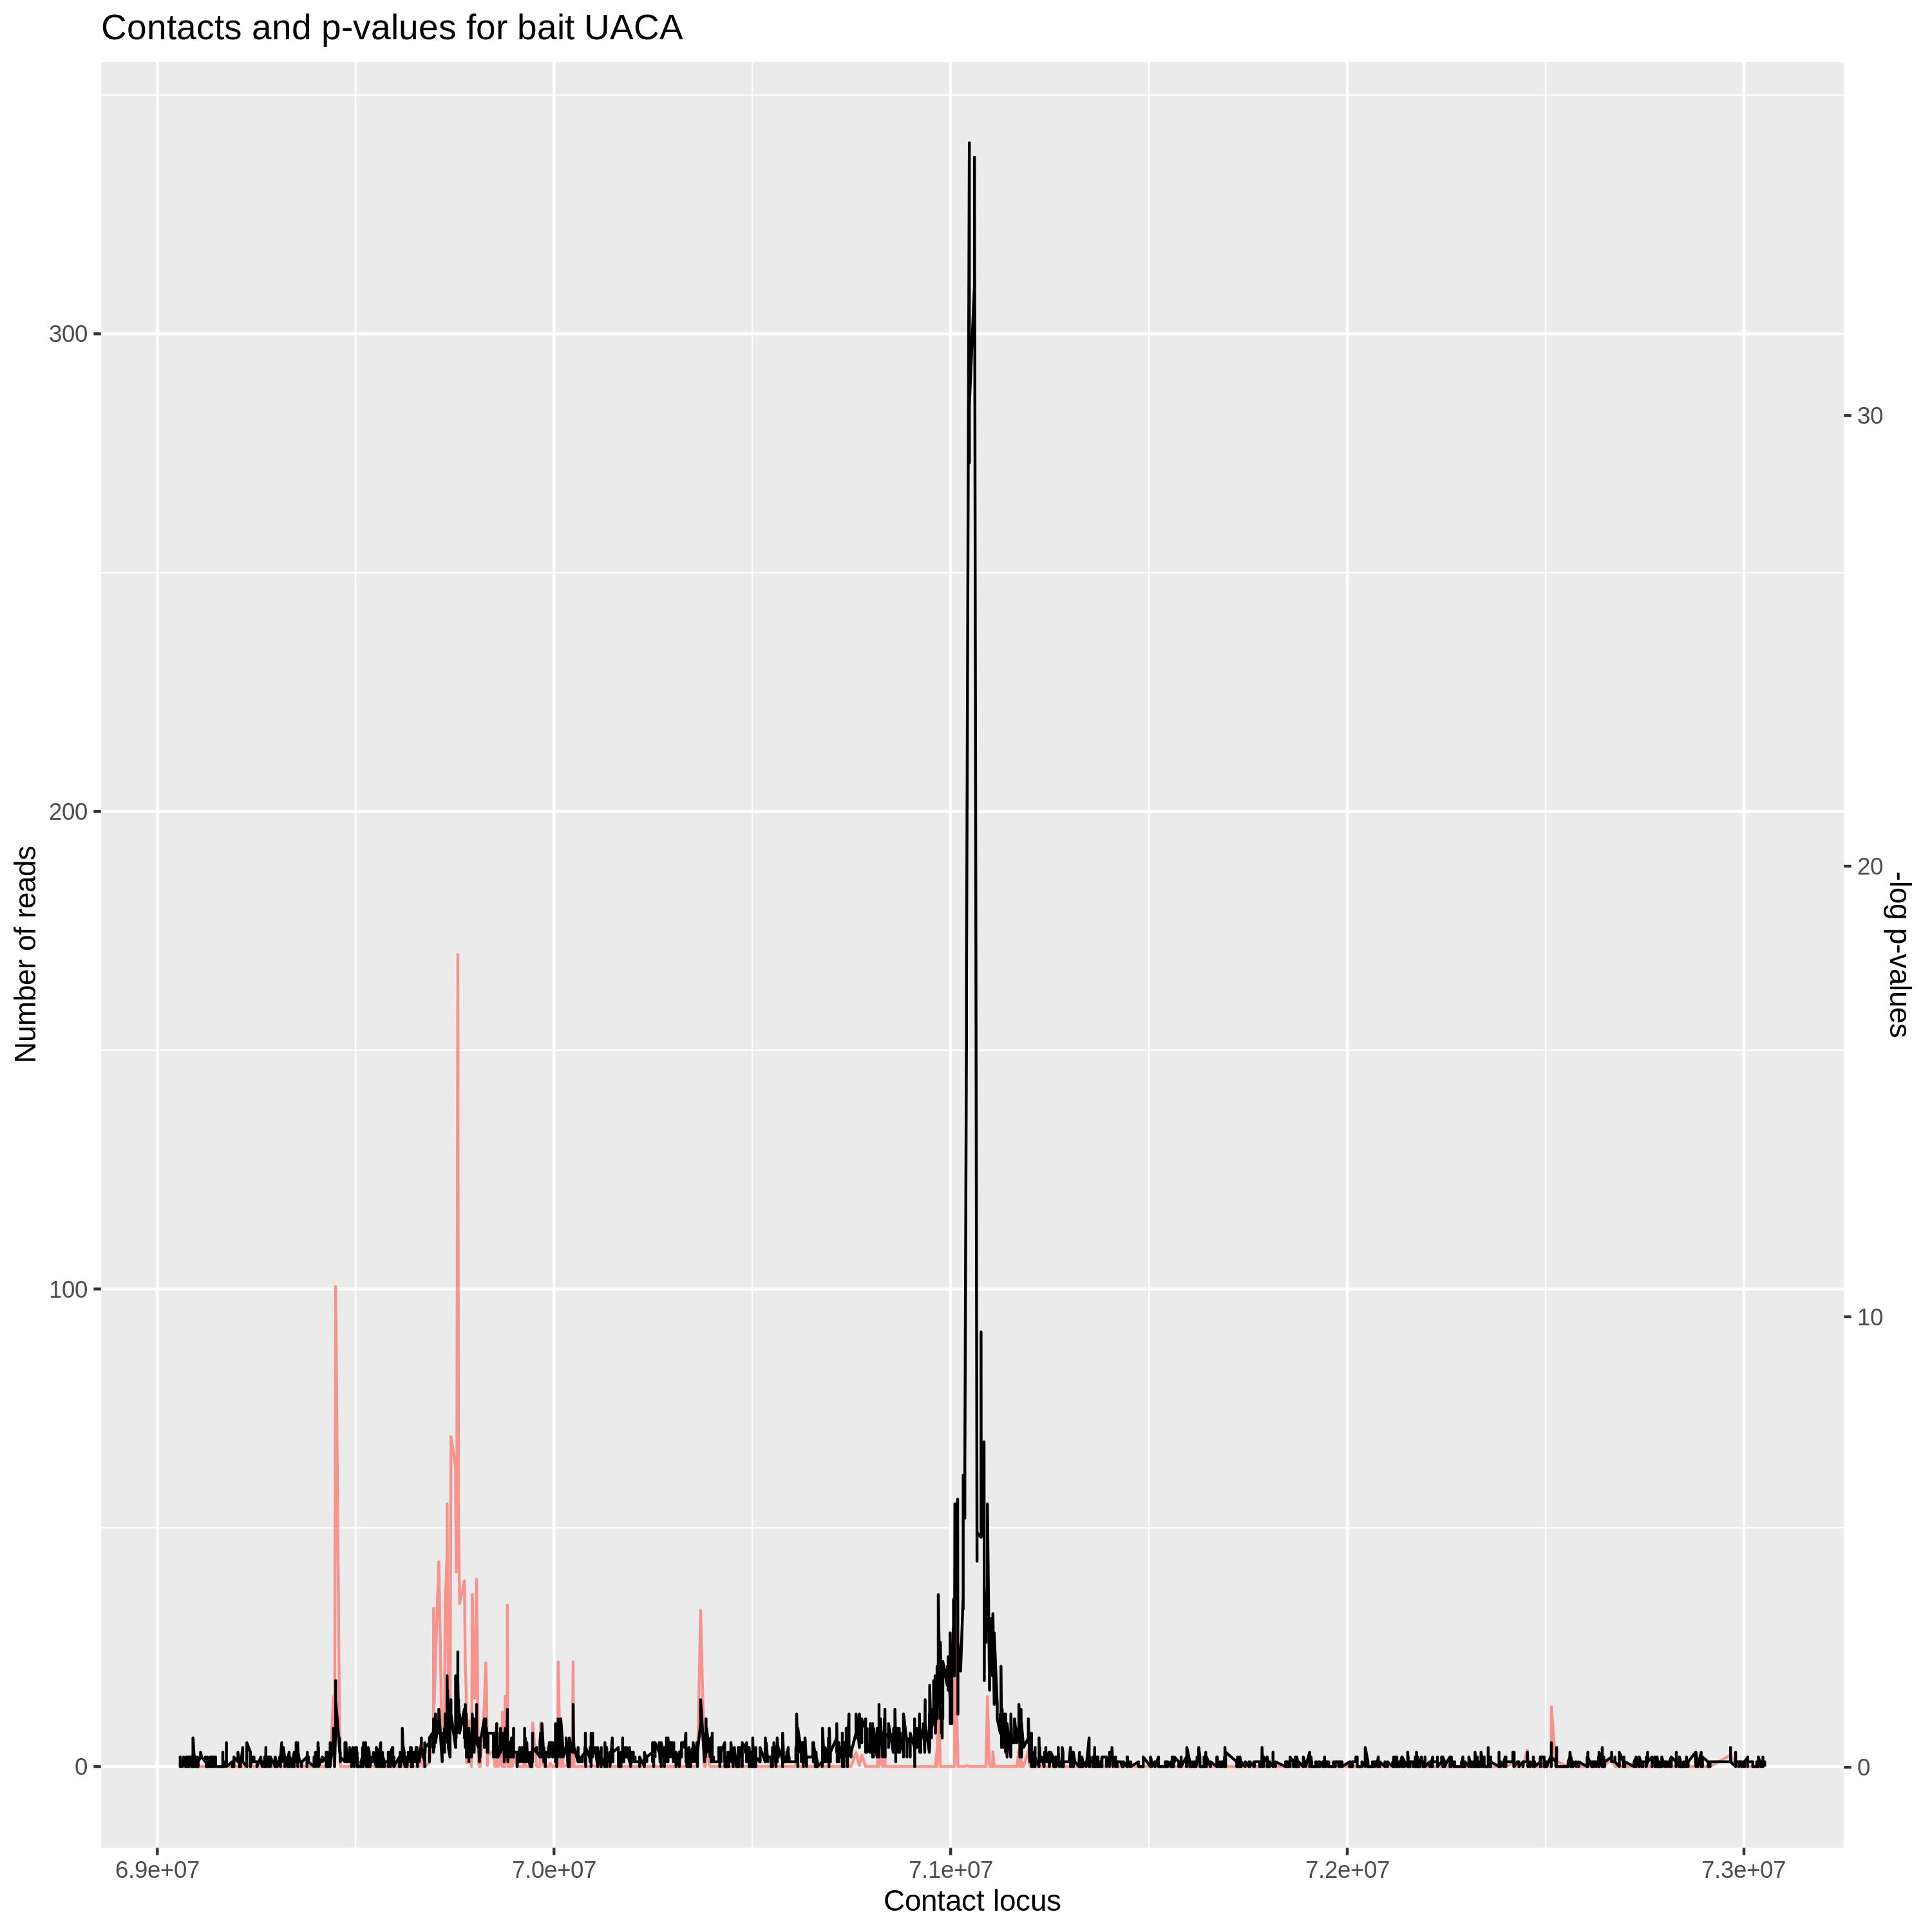 Contacts and p-values for bait UACA
300
200
100
0
Number of reads
30
20
10
0
-log p-values
6.9e+07 7.0e+07 7.1e+07 7.2e+07 7.3e+07
Contact locus